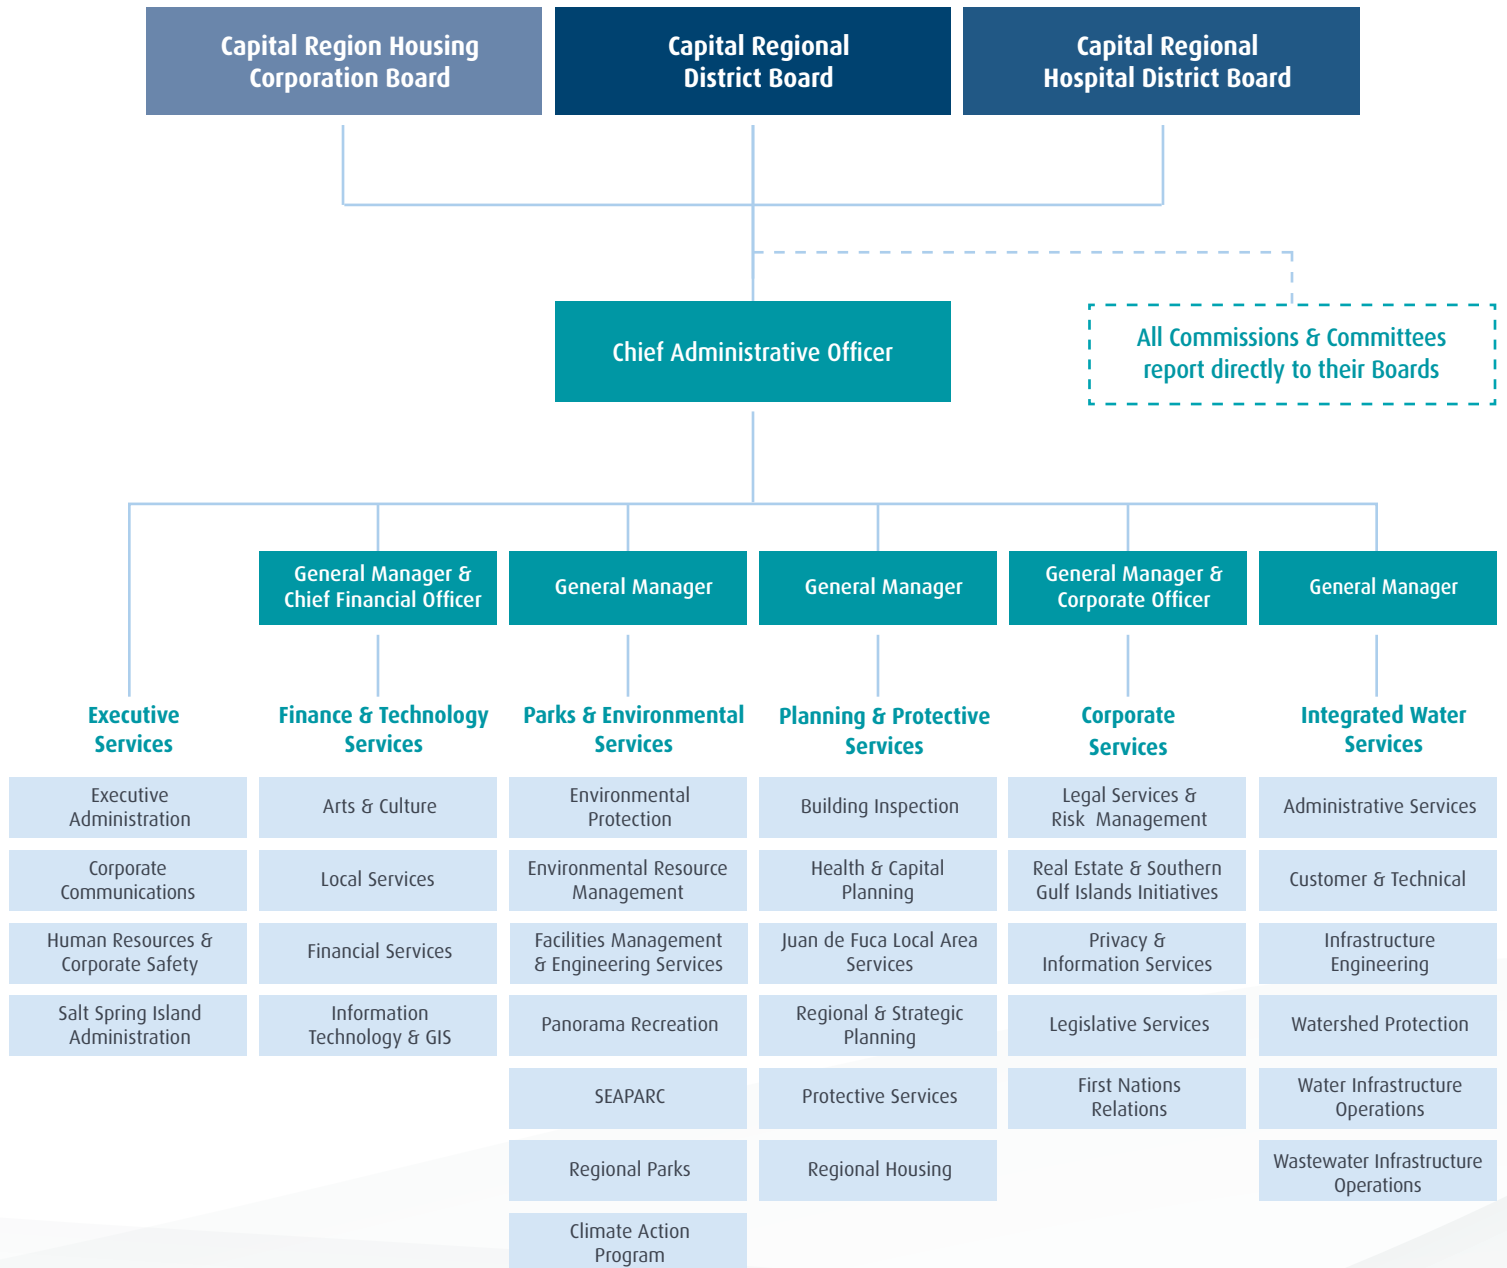 Capital Region Housing
Corporation Board
Capital Regional
District Board
Capital Regional
Hospital District Board
Chief Administrative Officer
All Commissions & Committees
report directly to their Boards
General Manager &
Chief Financial Officer
General Manager
General Manager
General Manager &
Corporate Officer
General Manager
Executive
Services
Executive
Administration
Corporate
Communications
Human Resources &
Corporate Safety
Salt Spring Island
Administration
Finance & Technology
Services
Arts & Culture
Local Services
Financial Services
Information
Technology & GIS
Parks & Environmental
Services
Environmental
Protection
Environmental Resource
Management
Facilities Management
& Engineering Services
Panorama Recreation
SEAPARC
Regional Parks
Climate Action
Program
Planning & Protective
Services
Building Inspection
Health & Capital
Planning
Juan de Fuca Local Area
Services
Regional & Strategic
Planning
Protective Services
Regional Housing
Corporate
Services
Legal Services &
Risk Management
Real Estate & Southern
Gulf Islands Initiatives
Privacy &
Information Services
Legislative Services
First Nations
Relations
Integrated Water
Services
Administrative Services
Customer & Technical
Infrastructure
Engineering
Watershed Protection
Water Infrastructure
Operations
Wastewater Infrastructure
Operations